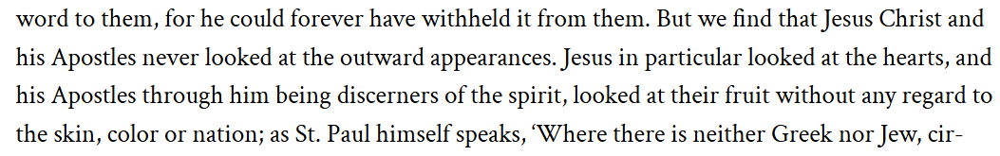 word to them, for he could forever have withheld it from them. But we find that Jesus Christ and
his Apostles never looked at the outward appearances. Jesus in particular looked at the hearts, and
his Apostles through him being discerners of the spirit, looked at their fruit without any regard to
the skin, color or nation; as St. Paul himself speaks, ‘Where there is neither Greek nor Jew, cir-